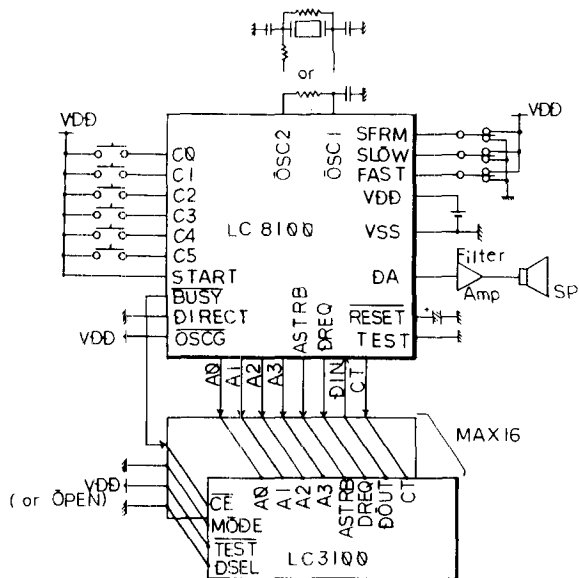 or
VDD
VDD
OSC2
OSC1
SFRM
SLOW
FAST
VDD
VSS
DA
RESET
TEST
C0
C1
C2
C3
C4
C5
START
BUSY
DIRECT
VDD
OSCG
LC8100
Filter
Amp
SP
+
A0
A1
A2
A3
ASTRB
DREQ
DIN
CT
MAX16
VDD
(or OPEN)
CE
MODE
TEST
DSEL
A0
A1
A2
A3
ASTRB
DREQ
DOUT
CT
LC3100